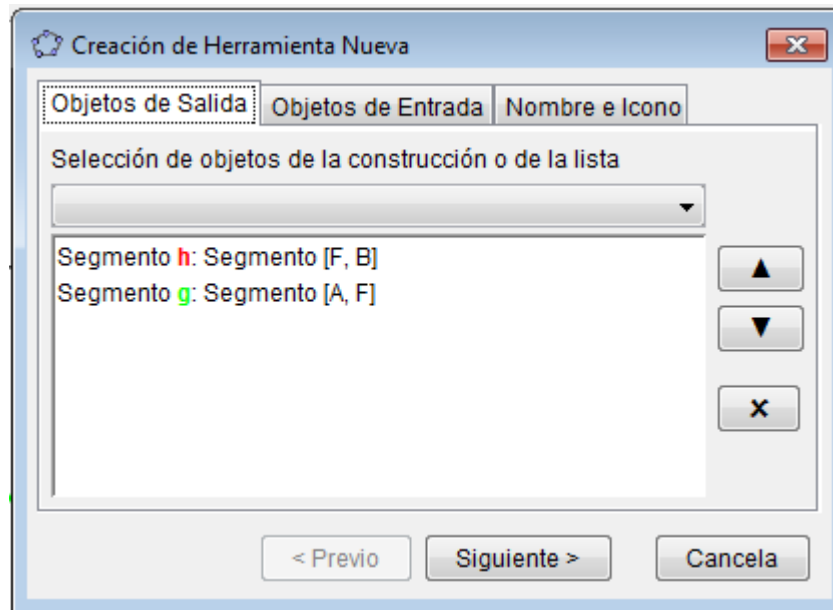 Creación de Herramienta Nueva
Objetos de Salida Objetos de Entrada Nombre e Icono
Selección de objetos de la construcción o de la lista
Segmento h: Segmento [F, B]
Segmento g: Segmento [A, F]
< Previo Siguiente > Cancela